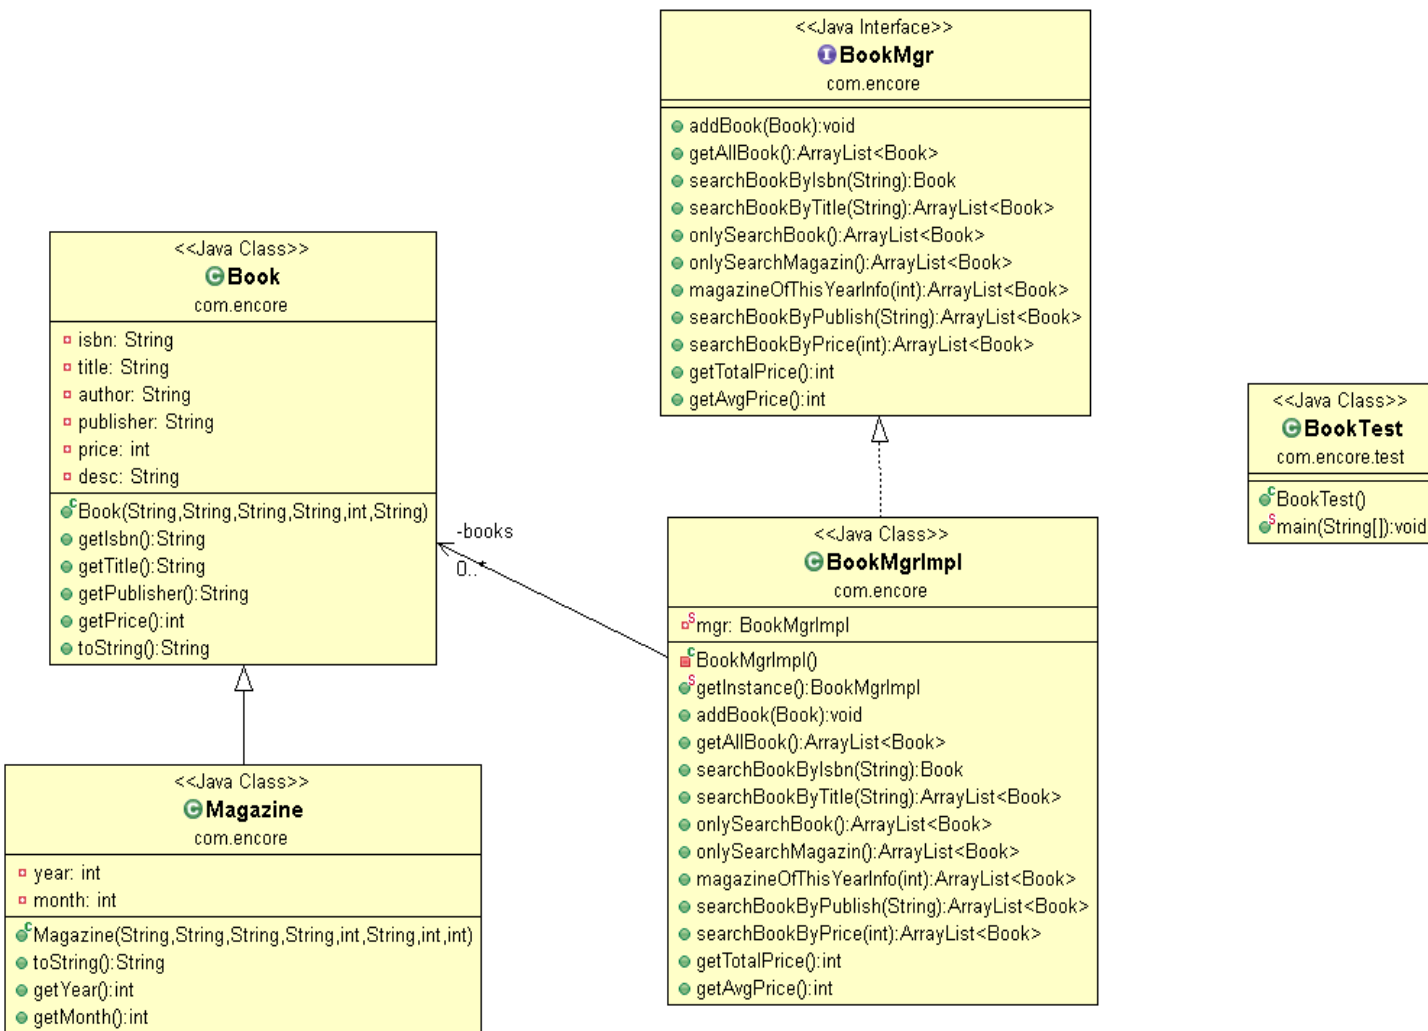 <<Java Interface>>
BookMgr
com.encore
addBook(Book):void
getAllBook():ArrayList<Book>
searchBookByIsbn(String):Book
searchBookByTitle(String):ArrayList<Book>
onlySearchBook():ArrayList<Book>
onlySearchMagazin():ArrayList<Book>
magazineOfThisYearInfo(int):ArrayList<Book>
searchBookByPublish(String):ArrayList<Book>
searchBookByPrice(int):ArrayList<Book>
getTotalPrice():int
getAvgPrice():int
<<Java Class>>
Book
com.encore
isbn: String
title: String
author: String
publisher: String
price: int
desc: String
Book(String,String,String,String,int,String)
getIsbn():String
getTitle():String
getPublisher():String
getPrice():int
toString():String
-books
0..*
<<Java Class>>
BookTest
com.encore.test
BookTest()
main(String[]):void
<<Java Class>>
BookMgrImpl
com.encore
mgr: BookMgrImpl
BookMgrImpl()
getInstance():BookMgrImpl
addBook(Book):void
getAllBook():ArrayList<Book>
searchBookByIsbn(String):Book
searchBookByTitle(String):ArrayList<Book>
onlySearchBook():ArrayList<Book>
onlySearchMagazin():ArrayList<Book>
magazineOfThisYearInfo(int):ArrayList<Book>
searchBookByPublish(String):ArrayList<Book>
searchBookByPrice(int):ArrayList<Book>
getTotalPrice():int
getAvgPrice():int
<<Java Class>>
Magazine
com.encore
year: int
month: int
Magazine(String,String,String,String,int,String,int,int)
toString():String
getYear():int
getMonth():int